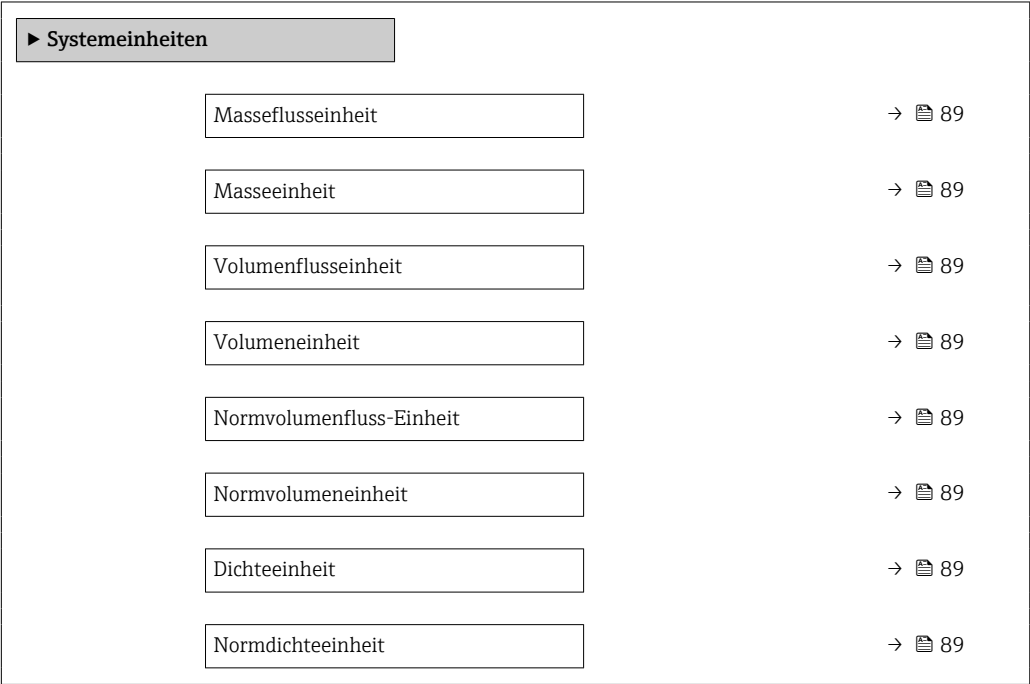 ► Systemeinheiten
Masseflusseinheit → 89
Masseeinheit → 89
Volumenflusseinheit → 89
Volumeneinheit → 89
Normvolumenfluss-Einheit → 89
Normvolumeneinheit → 89
Dichteeinheit → 89
Normdichteeinheit → 89